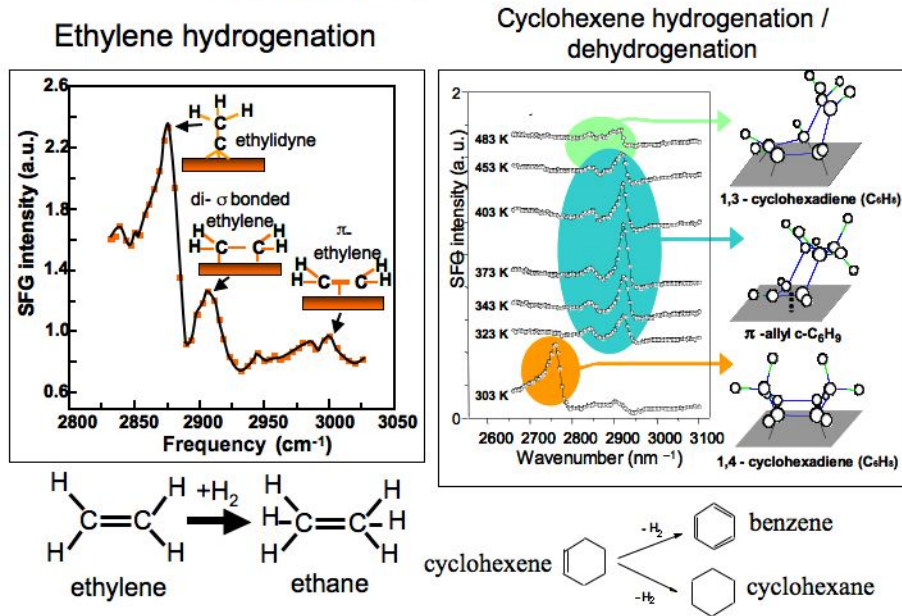 Ethylene hydrogenation
Cyclohexene hydrogenation /
dehydrogenation
SFG intensity (a.u.)
2.6
2.2
1.8
1.4
1.0
0.6
H
H
H
C
C
ethylidyne
di- σ bonded
ethylene
H
H
C
C
H
H
π-
ethylene
H
H
C
C
H
H
2800
2850
2900
2950
3000
3050
Frequency (cm⁻¹)
SFG intensity (a. u.)
2
0
483 K
453 K
403 K
373 K
343 K
323 K
303 K
2600
2700
2800
2900
3000
3100
Wavenumber (nm ⁻¹)
1,3 - cyclohexadiene (C₆H₈)
π -allyl c-C₆H₉
1,4 - cyclohexadiene (C₆H₈)
H
H
C
C
H
H
ethylene
+H₂
H
H
H
C
C
H
H
H
ethane
cyclohexene
- H₂
benzene
-H₂
cyclohexane